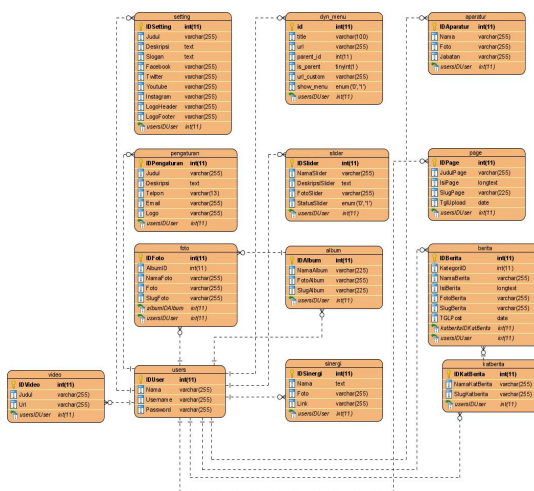 setting
IDSetting int(11)
Judul varchar(255)
Deskripsi text
Slogan text
Facebook varchar(255)
Twitter varchar(255)
Youtube varchar(255)
Instagram varchar(255)
LogoHeader varchar(255)
LogoFooter varchar(255)
usersIDUser int(11)
dyn_menu
id int(11)
title varchar(100)
url varchar(255)
parent_id int(11)
is_parent tinyint(1)
url_custom varchar(255)
show_menu enum('0','1')
usersIDUser int(11)
aparatur
IDAparatur int(11)
Nama varchar(255)
Foto varchar(255)
Jabatan varchar(255)
usersIDUser int(11)
pengaturan
IDPengaturan int(11)
Judul varchar(255)
Deskripsi text
Telpon varchar(13)
Email varchar(255)
Logo varchar(255)
usersIDUser int(11)
slider
IDSlider int(11)
NamaSlider varchar(255)
DeskripsiSlider text
FotoSlider varchar(255)
StatusSlider enum('0','1')
usersIDUser int(11)
page
IDPage int(11)
JudulPage varchar(255)
IsiPage longtext
SlugPage varchar(225)
TglUpload date
usersIDUser int(11)
foto
IDFoto int(11)
AlbumID int(11)
NamaFoto varchar(255)
Foto varchar(255)
SlugFoto varchar(255)
albumIDAlbum int(11)
usersIDUser int(11)
album
IDAlbum int(11)
NamaAlbum varchar(225)
FotoAlbum varchar(255)
SlugAlbum varchar(225)
usersIDUser int(11)
berita
IDBerita int(11)
KategoriID int(11)
NamaBerita varchar(255)
IsiBerita longtext
FotoBerita varchar(255)
SlugBerita varchar(255)
TGLPost date
katberitaIDKatBerita int(11)
usersIDUser int(11)
video
IDVideo int(11)
Judul varchar(255)
Url varchar(255)
usersIDUser int(11)
users
IDUser int(11)
Nama varchar(255)
Username varchar(255)
Password varchar(255)
sinergi
IDSinergi int(11)
Nama text
Foto varchar(255)
Link varchar(255)
usersIDUser int(11)
katberita
IDKatBerita int(11)
NamaKatBerita varchar(255)
SlugKatberita varchar(255)
usersIDUser int(11)